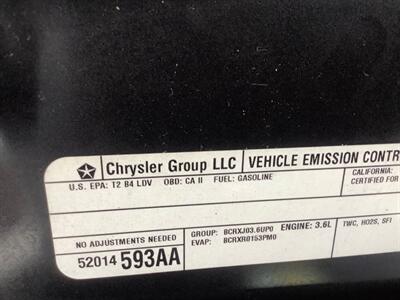 Chrysler Group LLC | VEHICLE EMISSION CONTR
U.S. EPA: T2 B4 LDV OBD: CA II FUEL: GASOLINE
CALIFORNIA:
CERTIFIED FOR
NO ADJUSTMENTS NEEDED
52014 593AA
GROUP: BCRXJ03.6UP0 ENGINE: 3.6L
EVAP: BCRXR0153PM0
TWC, HO2S, SFI